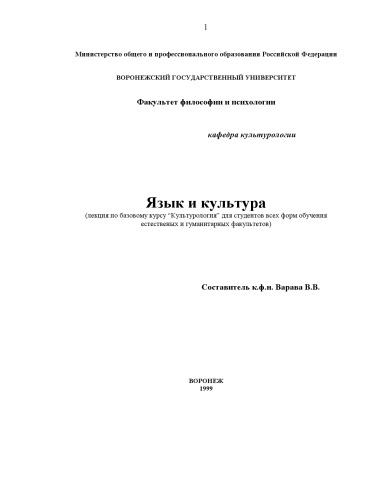 1
Министерство общего и профессионального образования Российской Федерации
ВОРОНЕЖСКИЙ ГОСУДАРСТВЕННЫЙ УНИВЕРСИТЕТ
Факультет философии и психологии
кафедра культурологии
Язык и культура
(лекция по базовому курсу "Культурология" для студентов всех форм обучения
естественых и гуманитарных факультетов)
Составитель к.ф.н. Варава В.В.
ВОРОНЕЖ
1999